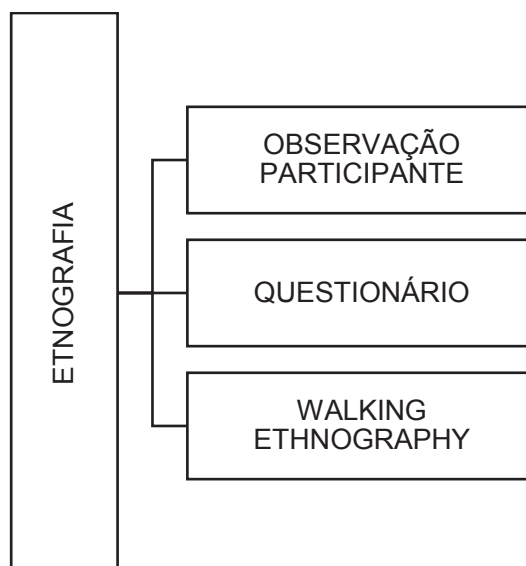 ETNOGRAFIA
OBSERVAÇÃO
PARTICIPANTE
QUESTIONÁRIO
WALKING
ETHNOGRAPHY